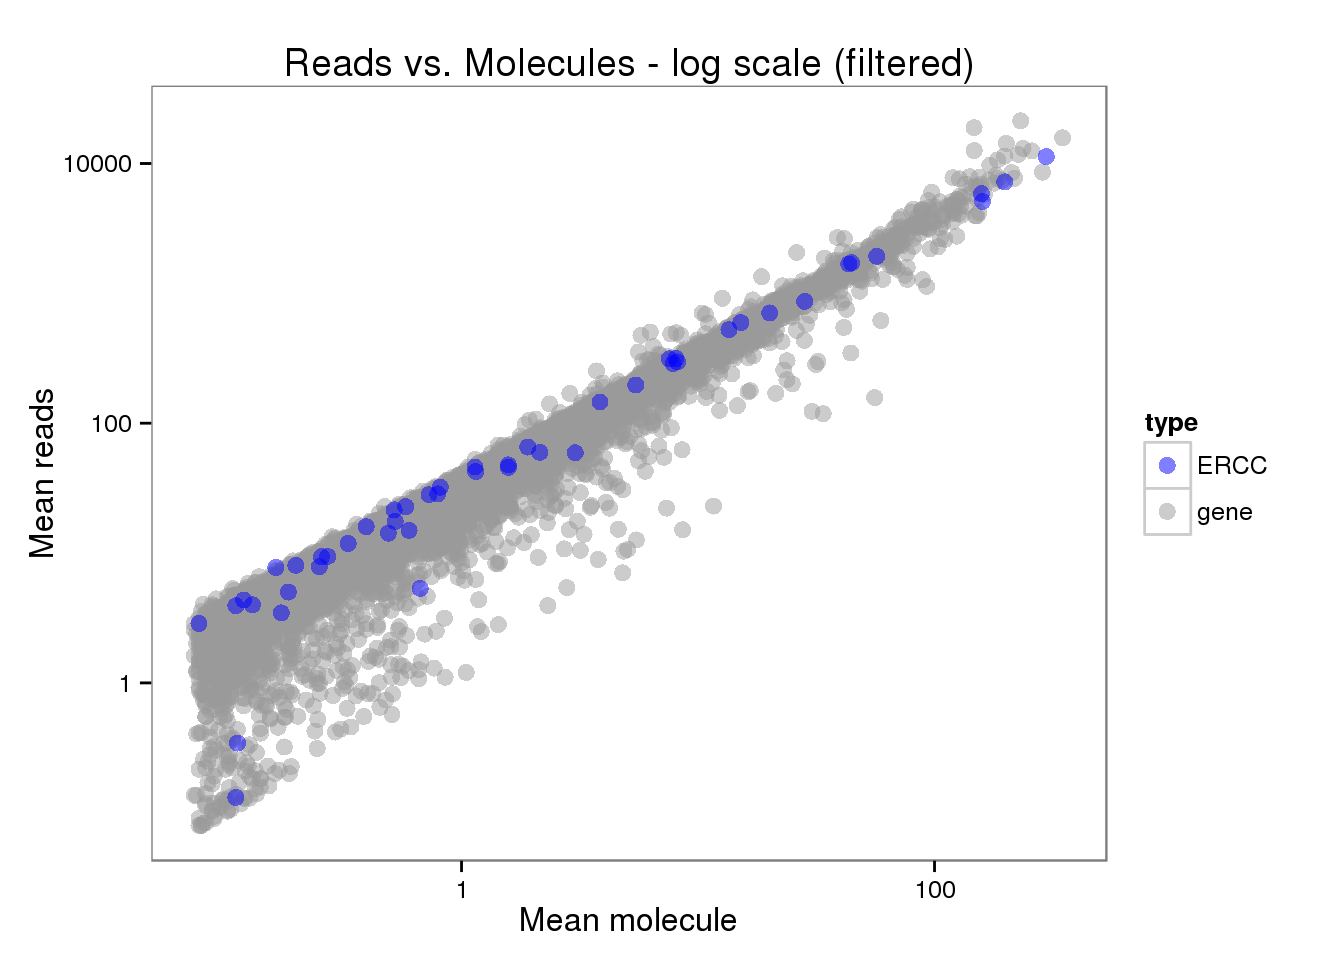 Reads vs. Molecules - log scale (filtered)
10000
100
1
Mean reads
1
100
Mean molecule
type
ERCC
gene